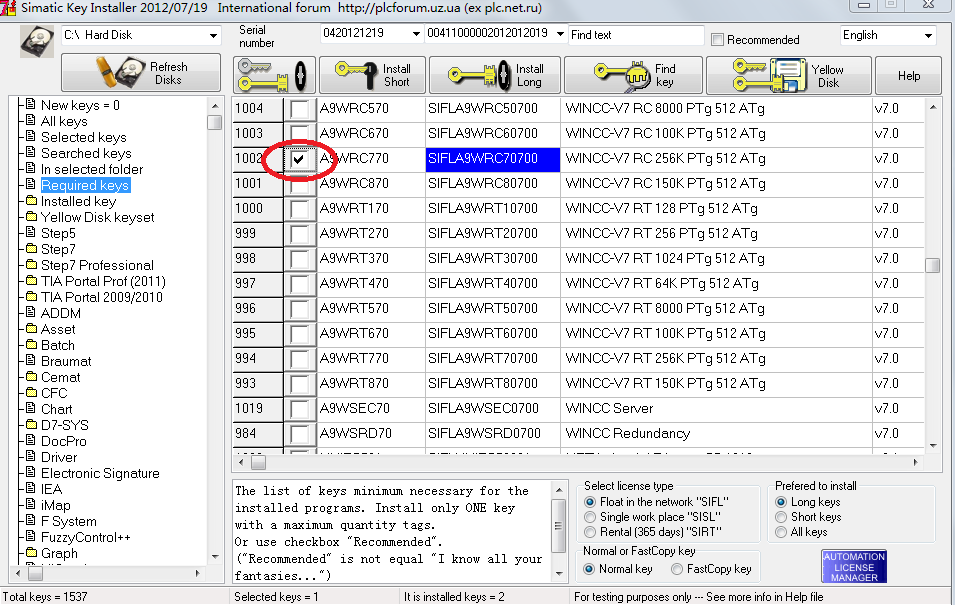 Simatic Key Installer 2012/07/19 International forum http://plcforum.uz.ua (ex plc.net.ru)
C:\ Hard Disk
Serial number
0420121219
00411000002012012019
Find text
Recommended
English
Refresh Disks
Install Short
Install Long
Find key
Yellow Disk
Help
New keys = 0
All keys
Selected keys
Searched keys
In selected folder
Required keys
Installed key
Yellow Disk keyset
Step5
Step7
Step7 Professional
TIA Portal Prof (2011)
TIA Portal 2009/2010
ADDM
Asset
Batch
Braumat
Cemat
CFC
Chart
D7-SYS
DocPro
Driver
Electronic Signature
IEA
iMap
F System
FuzzyControl++
Graph
1004 A9WRC570 SIFLA9WRC50700 WINCC-V7 RC 8000 PTg 512 ATg v7.0
1003 A9WRC670 SIFLA9WRC60700 WINCC-V7 RC 100K PTg 512 ATg v7.0
1002 A9WRC770 SIFLA9WRC70700 WINCC-V7 RC 256K PTg 512 ATg v7.0
1001 A9WRC870 SIFLA9WRC80700 WINCC-V7 RC 150K PTg 512 ATg v7.0
1000 A9WRT170 SIFLA9WRT10700 WINCC-V7 RT 128 PTg 512 ATg v7.0
999 A9WRT270 SIFLA9WRT20700 WINCC-V7 RT 256 PTg 512 ATg v7.0
998 A9WRT370 SIFLA9WRT30700 WINCC-V7 RT 1024 PTg 512 ATg v7.0
997 A9WRT470 SIFLA9WRT40700 WINCC-V7 RT 64K PTg 512 ATg v7.0
996 A9WRT570 SIFLA9WRT50700 WINCC-V7 RT 8000 PTg 512 ATg v7.0
995 A9WRT670 SIFLA9WRT60700 WINCC-V7 RT 100K PTg 512 ATg v7.0
994 A9WRT770 SIFLA9WRT70700 WINCC-V7 RT 256K PTg 512 ATg v7.0
993 A9WRT870 SIFLA9WRT80700 WINCC-V7 RT 150K PTg 512 ATg v7.0
1019 A9WSEC70 SIFLA9WSEC0700 WINCC Server v7.0
984 A9WSRD70 SIFLA9WSRD0700 WINCC Redundancy v7.0
The list of keys minimum necessary for the
installed programs. Install only ONE key
with a maximum quantity tags.
Or use checkbox "Recommended".
("Recommended" is not equal "I know all your
fantasies...")
Select license type
Float in the network "SIFL"
Single work place "SISL"
Rental (365 days) "SIRT"
Normal or FastCopy key
Normal key FastCopy key
Prefered to install
Long keys
Short keys
All keys
AUTOMATION
LICENSE
MANAGER
Total keys = 1537
Selected keys = 1
It is installed keys = 2
For testing purposes only --- See more info in Help file